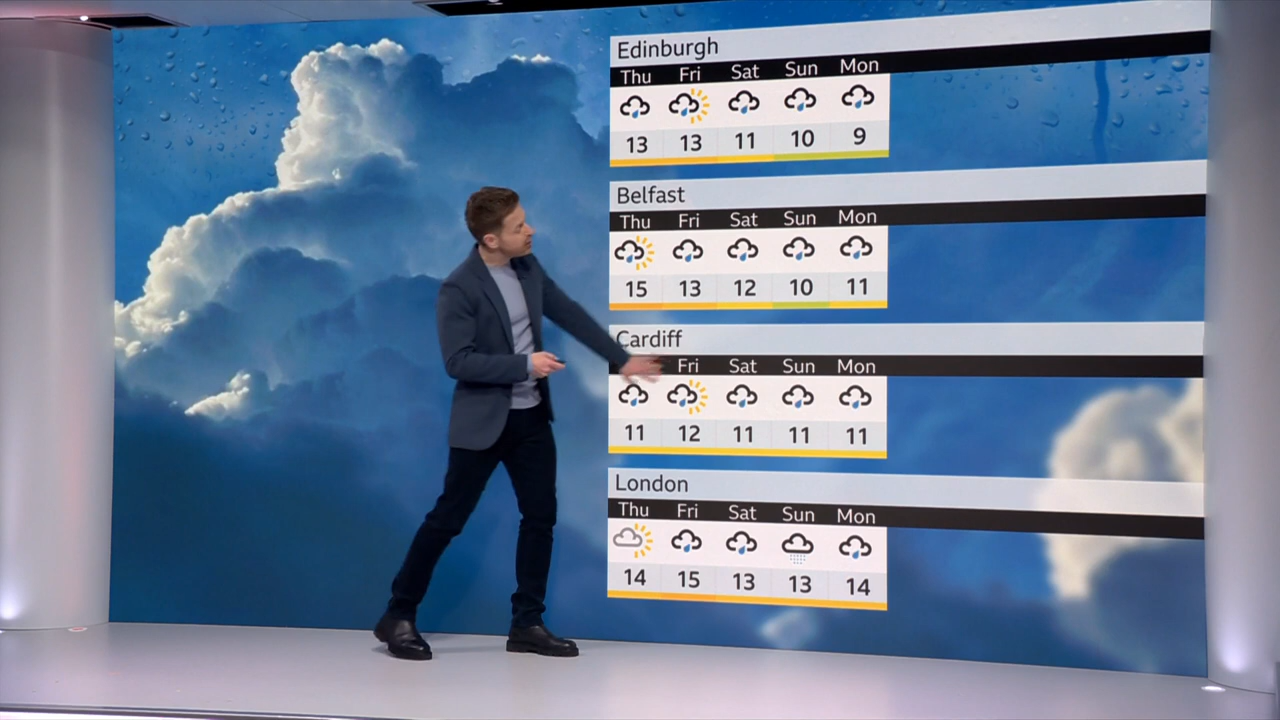 Edinburgh
Thu Fri Sat Sun Mon
13 13 11 10 9
Belfast
Thu Fri Sat Sun Mon
15 13 12 10 11
Cardiff
Fri Sat Sun Mon
11 12 11 11 11
London
Thu Fri Sat Sun Mon
14 15 13 13 14